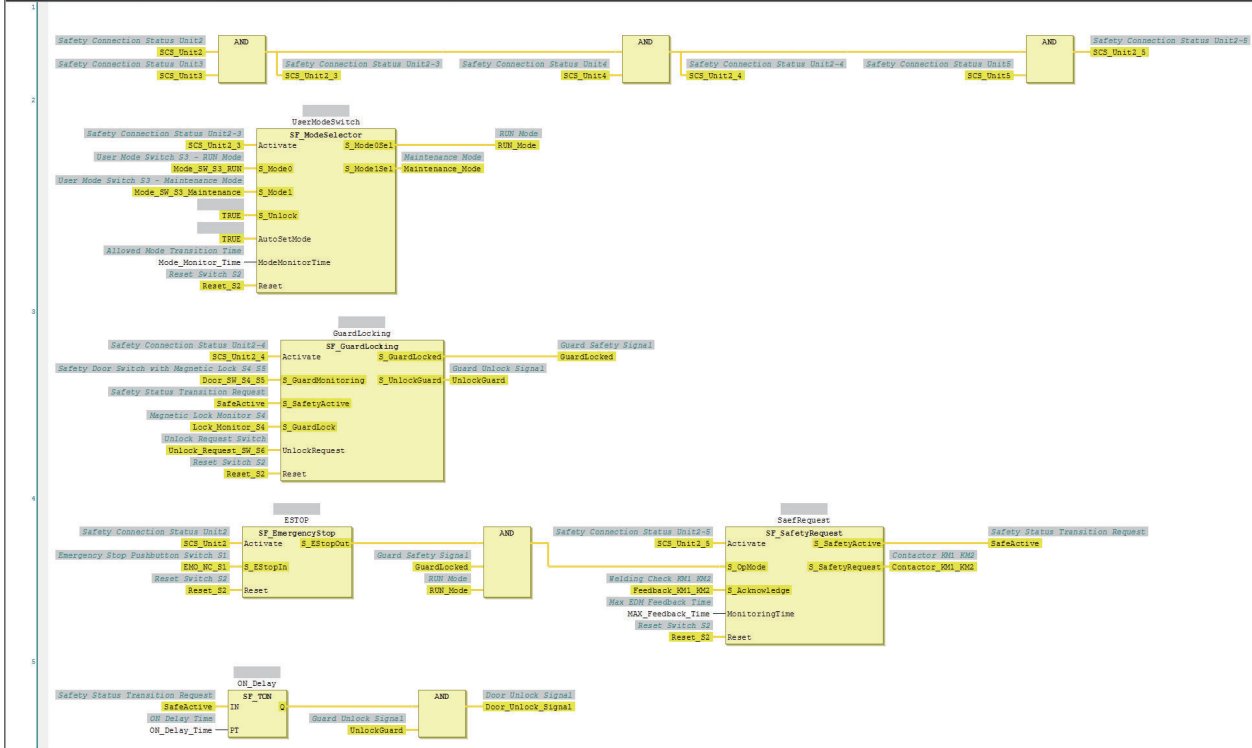 1
Safety Connection Status Unit2
SCS_Unit2
Safety Connection Status Unit3
SCS_Unit3
AND
Safety Connection Status Unit2-3
SCS_Unit2_3
Safety Connection Status Unit4
SCS_Unit4
AND
Safety Connection Status Unit2-4
SCS_Unit2_4
Safety Connection Status Unit5
SCS_Unit5
AND
Safety Connection Status Unit2-5
SCS_Unit2_5
2
UserModeSwitch
SF_ModeSelector
Safety Connection Status Unit2-3
SCS_Unit2_3 Activate S_Mode0Sel
RUN Mode
RUN_Mode
User Mode Switch S3 - RUN Mode
Mode_SW_S3_RUN S_Mode0 S_Mode1Sel
Maintenance Mode
Maintenance_Mode
User Mode Switch S3 - Maintenance Mode
Mode_SW_S3_Maintenance S_Mode1
TRUE S_Unlock
TRUE AutoSetMode
Allowed Mode Transition Time
Mode_Monitor_Time ModeMonitorTime
Reset Switch S2
Reset_S2 Reset
3
GuardLocking
SF_GuardLocking
Safety Connection Status Unit2-4
SCS_Unit2_4 Activate S_GuardLocked
Guard Safety Signal
GuardLocked
Safety Door Switch with Magnetic Lock S4 S5
Door_SW_S4_S5 S_GuardMonitoring S_UnlockGuard
Guard Unlock Signal
UnlockGuard
Safety Status Transition Request
SafeActive S_SafetyActive
Magnetic Lock Monitor S4
Lock_Monitor_S4 S_GuardLock
Unlock Request Switch
Unlock_Request_SW_S6 UnlockRequest
Reset Switch S2
Reset_S2 Reset
4
ESTOP
SF_EmergencyStop
Safety Connection Status Unit2
SCS_Unit2 Activate S_EStopOut
Emergency Stop Pushbutton Switch S1
EMO_NC_S1 S_EStopIn
Reset Switch S2
Reset_S2 Reset
AND
Guard Safety Signal
GuardLocked
RUN Mode
RUN_Mode
SaefRequest
SF_SafetyRequest
Safety Connection Status Unit2-5
SCS_Unit2_5 Activate S_SafetyActive
Safety Status Transition Request
SafeActive
S_OpMode S_SafetyRequest
Contactor KM1 KM2
Contactor_KM1_KM2
Welding Check KM1 KM2
Feedback_KM1_KM2 S_Acknowledge
Max EDM Feedback Time
MAX_Feedback_Time MonitoringTime
Reset Switch S2
Reset_S2 Reset
5
ON_Delay
SF_TON
Safety Status Transition Request
SafeActive IN Q
ON Delay Time
ON_Delay_Time PT
Guard Unlock Signal
UnlockGuard
AND
Door Unlock Signal
Door_Unlock_Signal